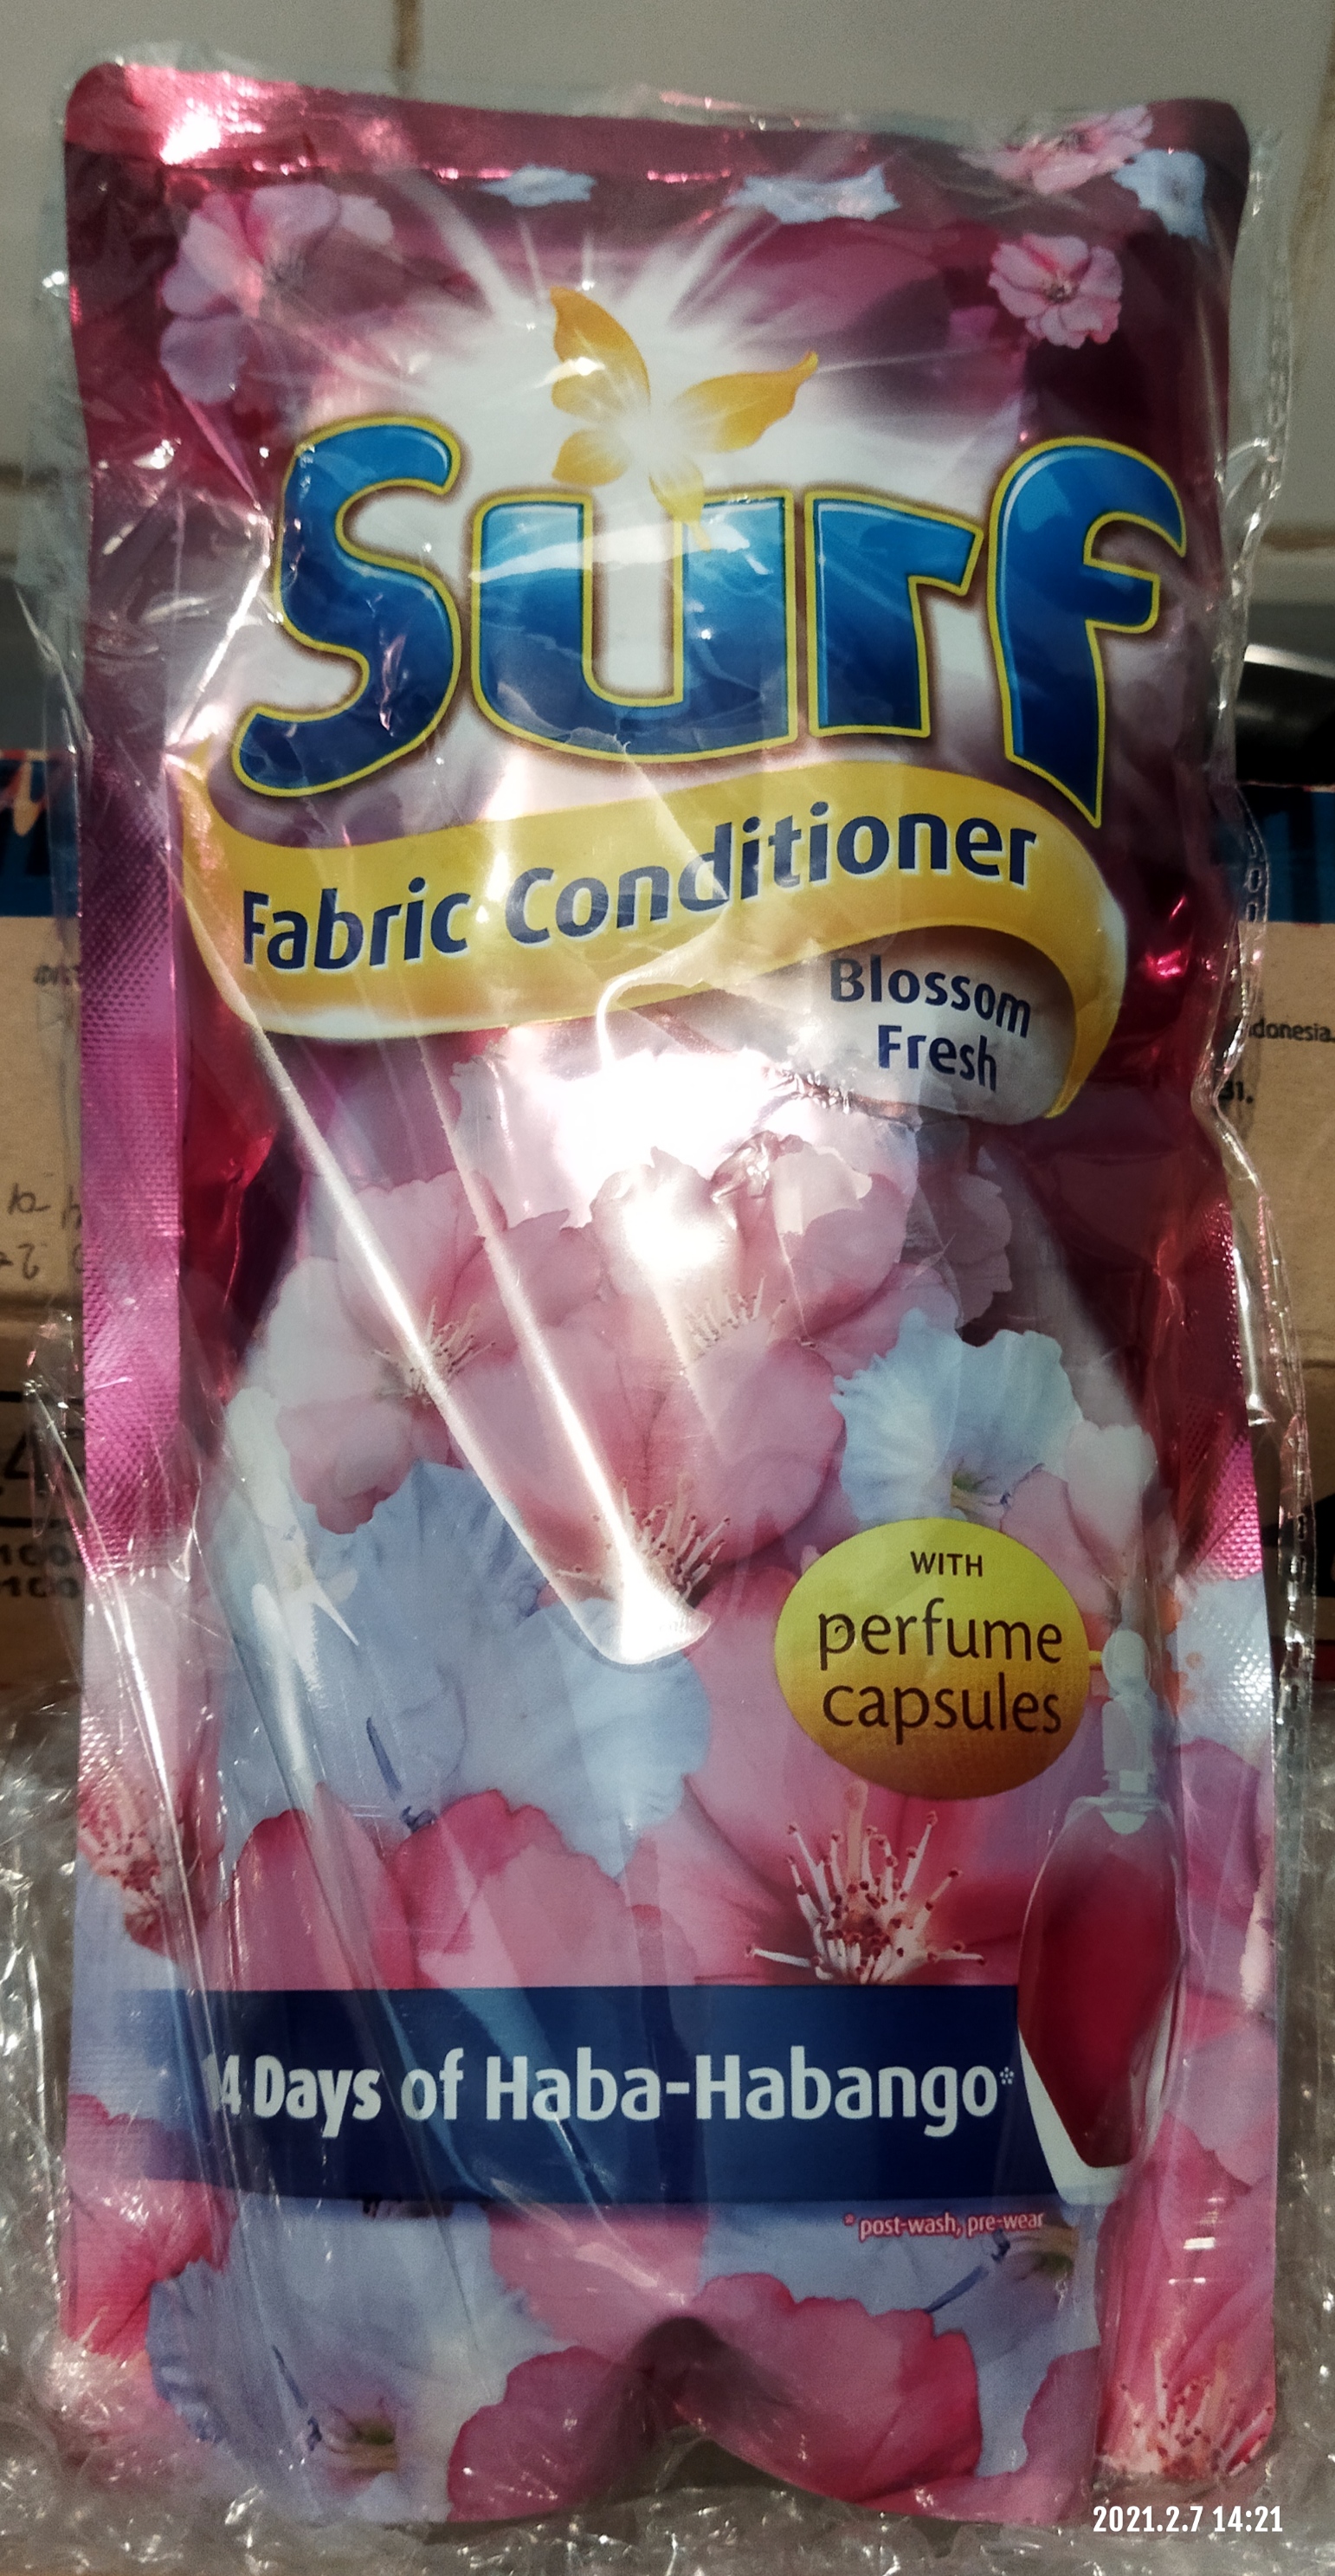 Surf
Fabric Conditioner
Blossom
Fresh
WITH
perfume
capsules
14 Days of Haba-Habango*
* post-wash, pre-wear
2021.2.7 14:21